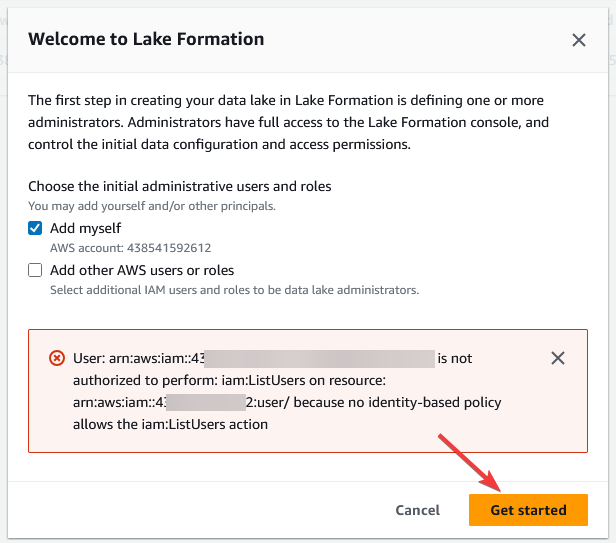 Welcome to Lake Formation
The first step in creating your data lake in Lake Formation is defining one or more
administrators. Administrators have full access to the Lake Formation console, and
control the initial data configuration and access permissions.
Choose the initial administrative users and roles
You may add yourself and/or other principals.
Add myself
AWS account: 438541592612
Add other AWS users or roles
Select additional IAM users and roles to be data lake administrators.
User: arn:aws:iam::43 is not
authorized to perform: iam:ListUsers on resource:
arn:aws:iam::43 2:user/ because no identity-based policy
allows the iam:ListUsers action
Cancel Get started